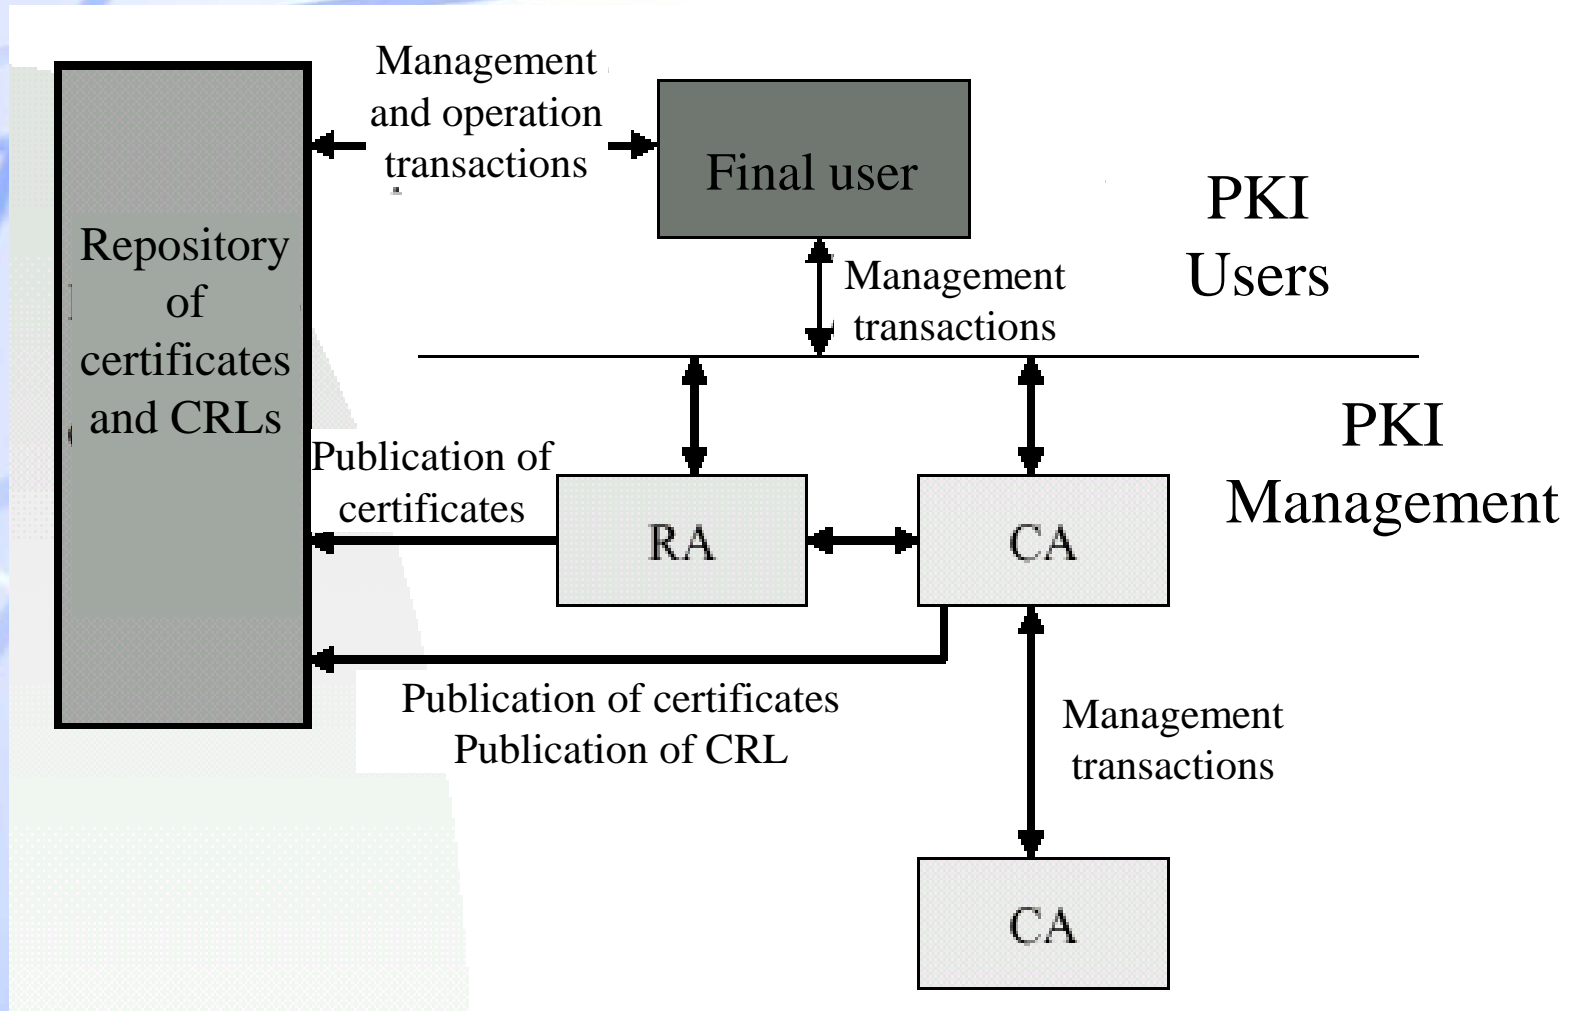 Management
and operation
transactions
Final user
PKI
Users
Repository
of
certificates
and CRLs
Management
transactions
PKI
Management
Publication of
certificates
RA
CA
Publication of certificates
Publication of CRL
Management
transactions
CA